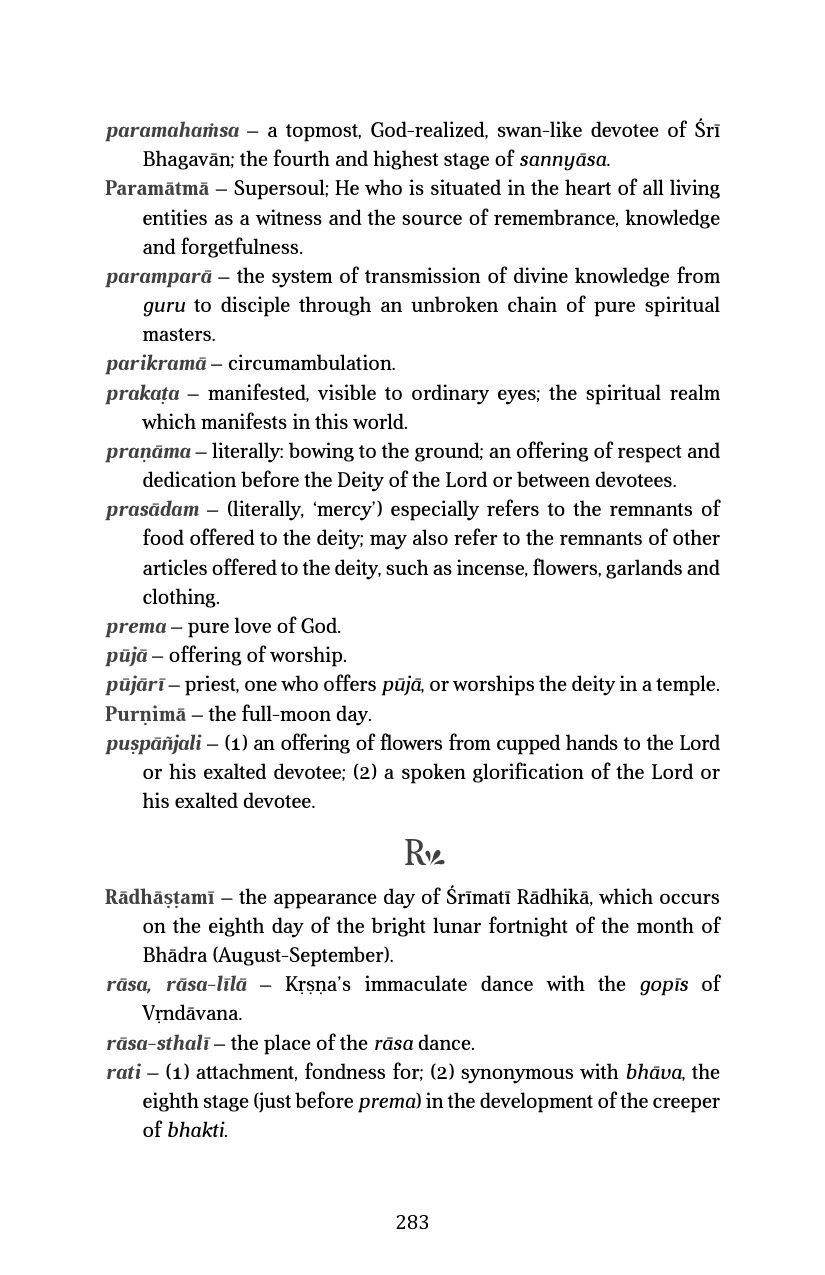 paramahaṁsa – a topmost, God-realized, swan-like devotee of Śrī
Bhagavān; the fourth and highest stage of sannyāsa.
Paramātmā – Supersoul; He who is situated in the heart of all living
entities as a witness and the source of remembrance, knowledge
and forgetfulness.
paramparā – the system of transmission of divine knowledge from
guru to disciple through an unbroken chain of pure spiritual
masters.
parikramā – circumambulation.
prakaṭa – manifested, visible to ordinary eyes; the spiritual realm
which manifests in this world.
praṇāma – literally: bowing to the ground; an offering of respect and
dedication before the Deity of the Lord or between devotees.
prasādam – (literally, ‘mercy’) especially refers to the remnants of
food offered to the deity; may also refer to the remnants of other
articles offered to the deity, such as incense, flowers, garlands and
clothing.
prema – pure love of God.
pūjā – offering of worship.
pūjārī – priest, one who offers pūjā, or worships the deity in a temple.
Purṇimā – the full-moon day.
puṣpāñjali – (1) an offering of flowers from cupped hands to the Lord
or his exalted devotee; (2) a spoken glorification of the Lord or
his exalted devotee.
R
Rādhāṣṭamī – the appearance day of Śrīmatī Rādhikā, which occurs
on the eighth day of the bright lunar fortnight of the month of
Bhādra (August-September).
rāsa, rāsa-līlā – Kṛṣṇa’s immaculate dance with the gopīs of
Vṛndāvana.
rāsa-sthalī – the place of the rāsa dance.
rati – (1) attachment, fondness for; (2) synonymous with bhāva, the
eighth stage (just before prema) in the development of the creeper
of bhakti.
283